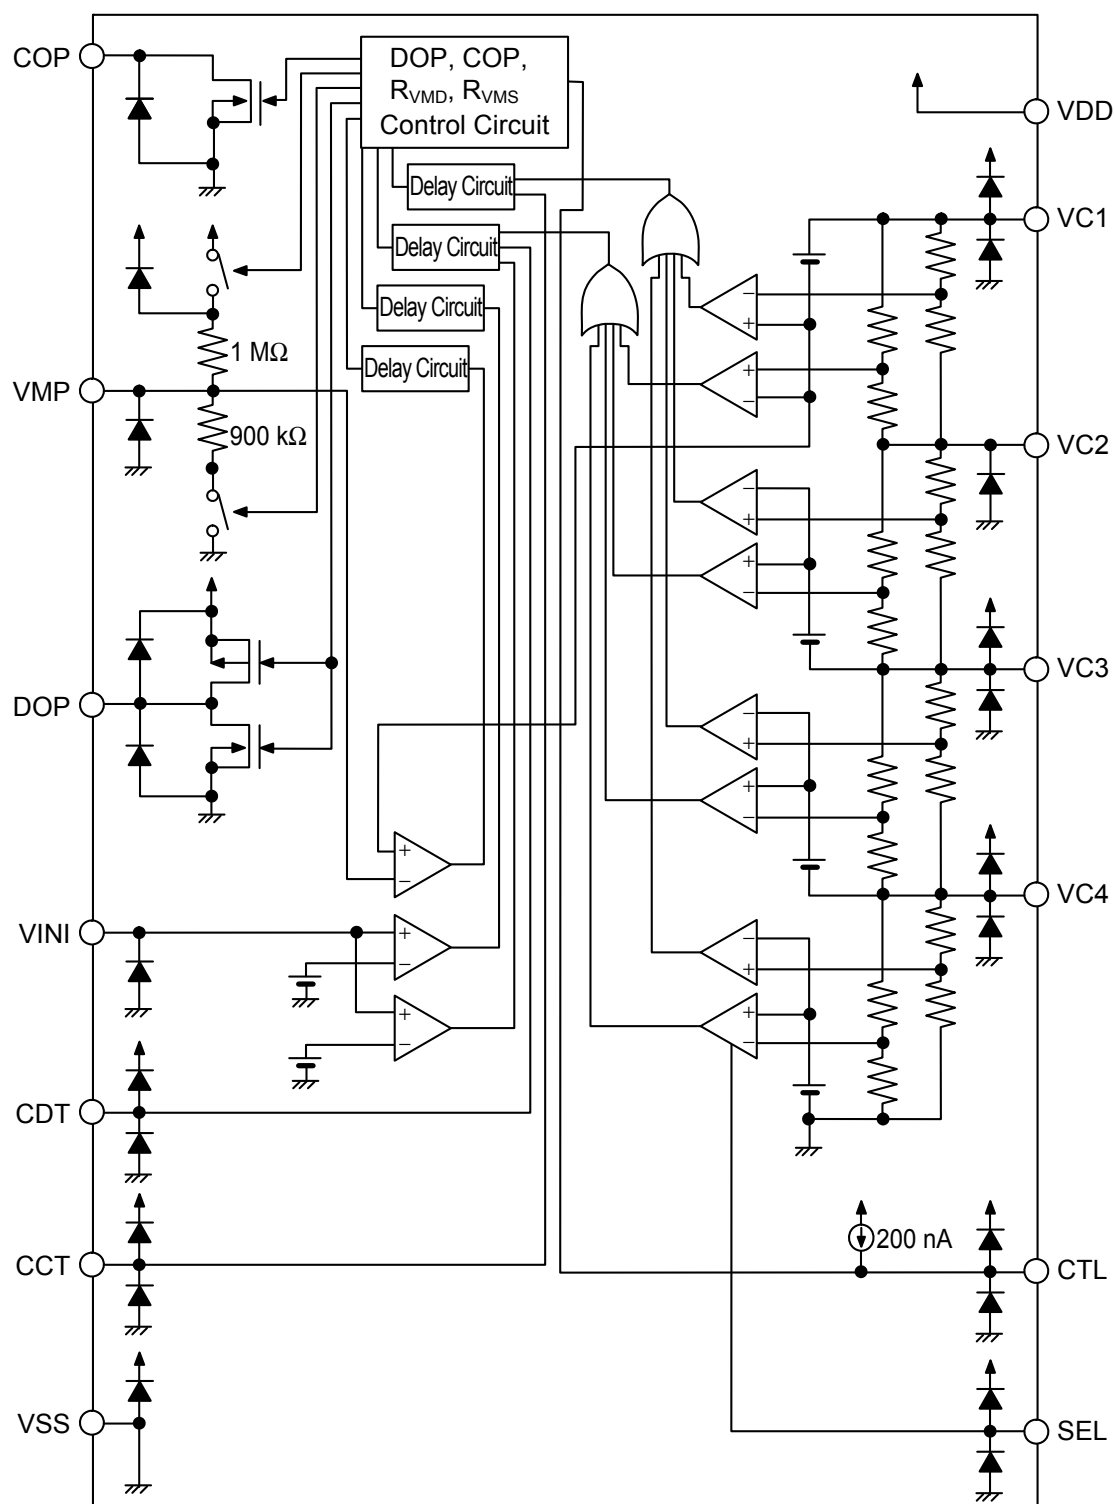 COP
DOP, COP,
RVMD, RVMS
Control Circuit
VDD
Delay Circuit
VC1
Delay Circuit
Delay Circuit
−
+
1 MΩ
Delay Circuit
+
−
VMP
900 kΩ
VC2
−
+
+
−
VC3
DOP
−
+
+
−
+
−
VC4
VINI
+
−
−
+
+
−
+
−
CDT
CCT
200 nA
CTL
VSS
SEL